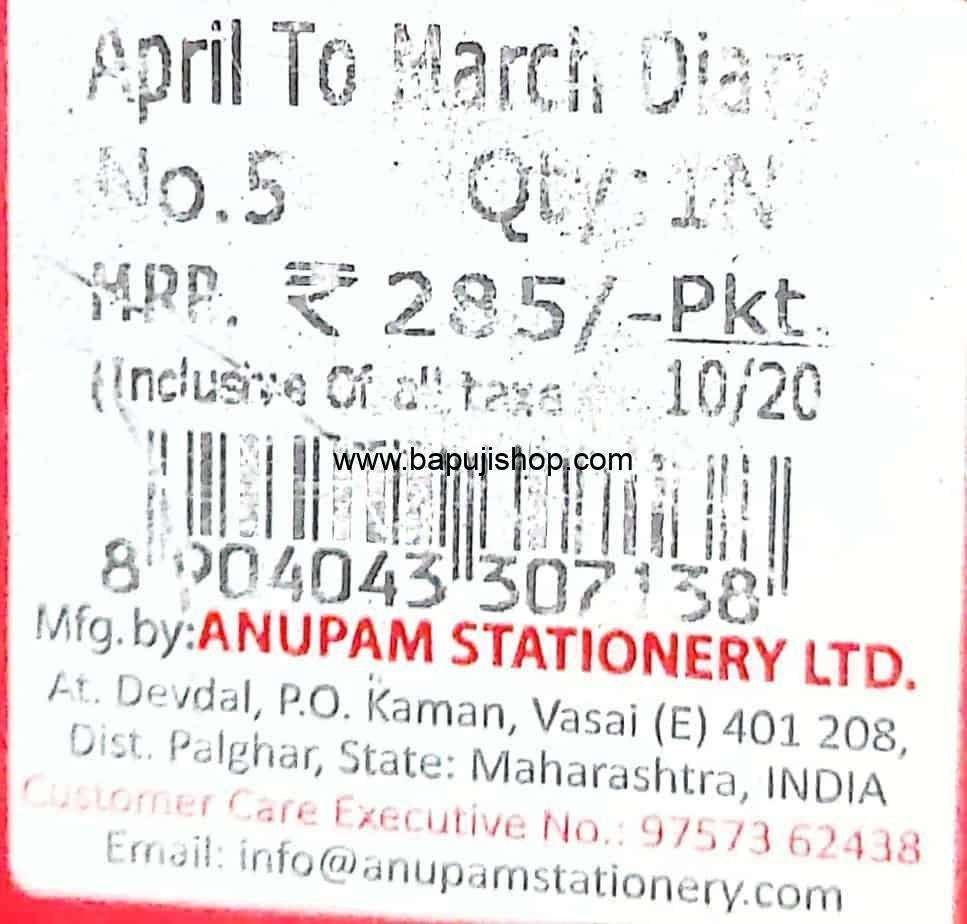 April To March Diary
No.5 Qty: 1N
MRP. ₹ 285/-Pkt.
(Inclusive Of all taxes 10/20
www.bapujishop.com
8 904043 307138
Mfg. by:ANUPAM STATIONERY LTD.
At. Devdal, P.O. Kaman, Vasai (E) 401 208,
Dist. Palghar, State: Maharashtra, INDIA
Customer Care Executive No.: 97573 62438
Email: info@anupamstationery.com